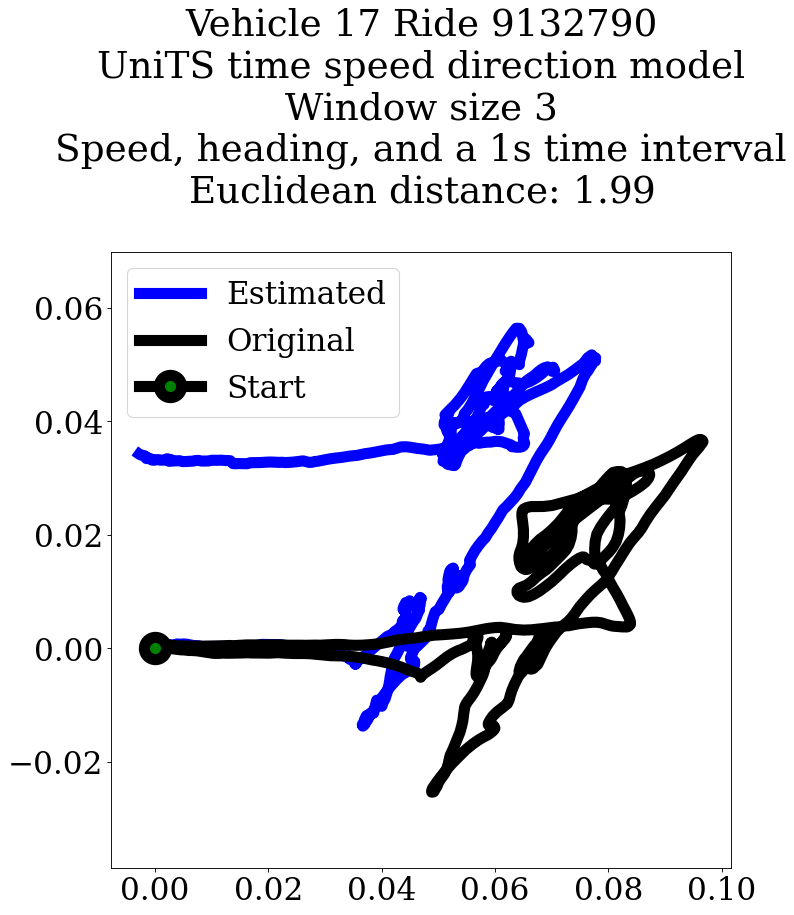 Vehicle 17 Ride 9132790
UniTS time speed direction model
Window size 3
Speed, heading, and a 1s time interval
Euclidean distance: 1.99
Estimated
Original
Start
0.06
0.04
0.02
0.00
−0.02
0.00 0.02 0.04 0.06 0.08 0.10